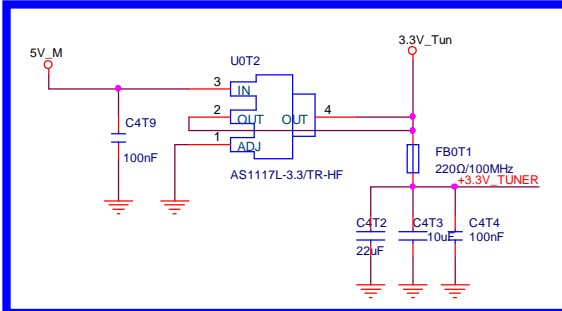 5V_M
U0T2
3.3V_Tun
3
IN
2
OUT
OUT
4
1
ADJ
C4T9
100nF
AS1117L-3.3/TR-HF
FB0T1
220Ω/100MHz
+3.3V_TUNER
C4T2
22uF
C4T3
10uF
C4T4
100nF